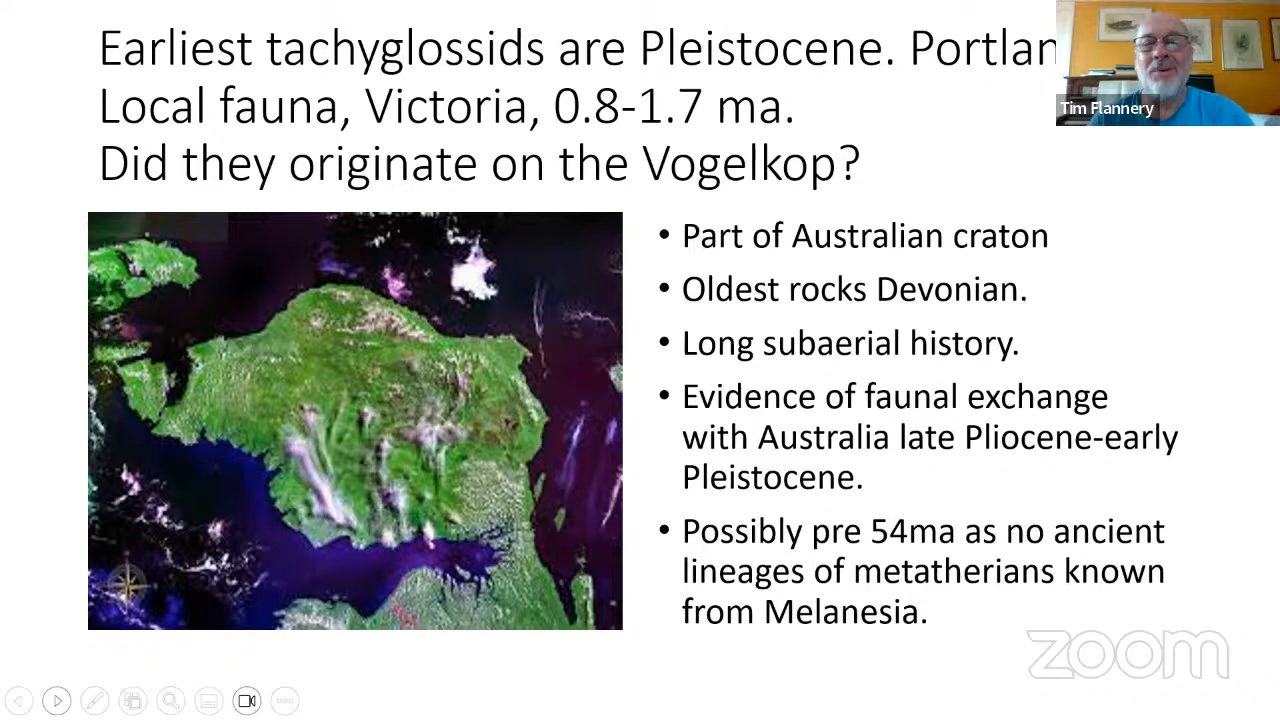 Earliest tachyglossids are Pleistocene. Portlan
Local fauna, Victoria, 0.8-1.7 ma.
Did they originate on the Vogelkop?
Tim Flannery
• Part of Australian craton
• Oldest rocks Devonian.
• Long subaerial history.
• Evidence of faunal exchange
with Australia late Pliocene-early
Pleistocene.
• Possibly pre 54ma as no ancient
lineages of metatherians known
from Melanesia.
zoom